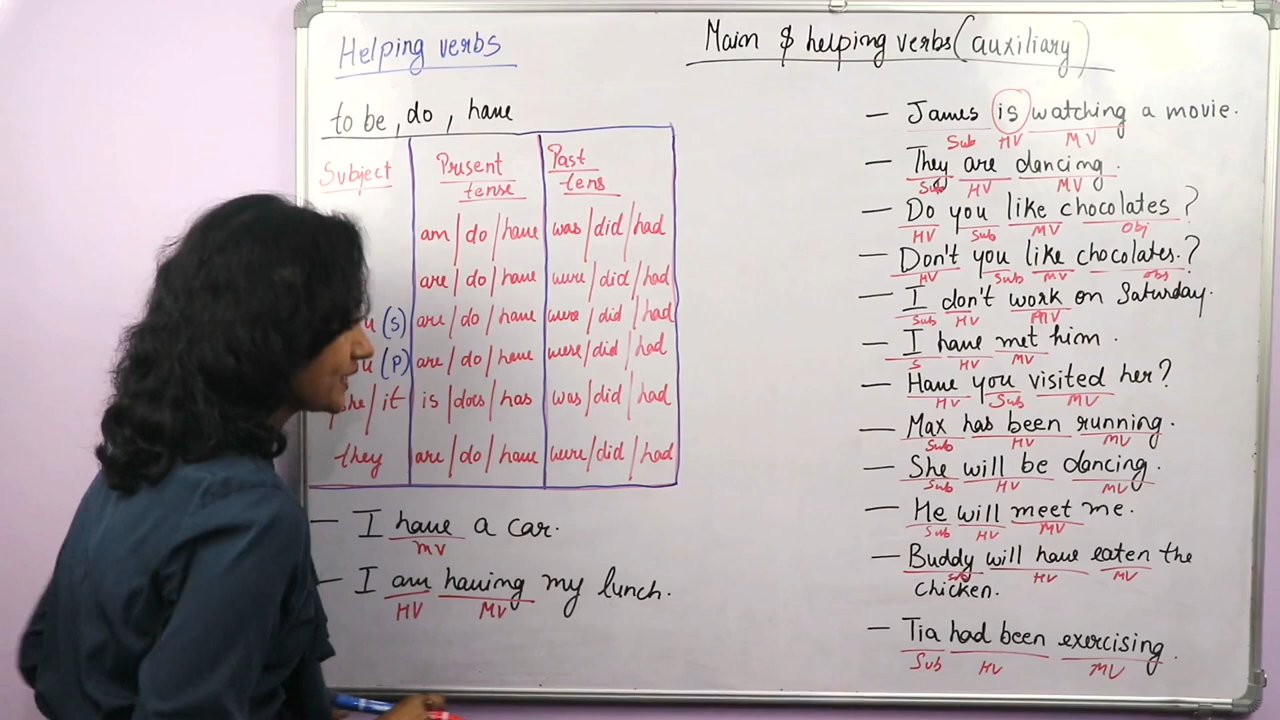 Helping verbs
to be, do, have
Subject Present tense Past tens
am/do/have was/did/had
are/do/have were/did/had
(S) are/do/have were/did/had
(P) are/do/have were/did/had
she/it is/does/has was/did/had
they are/do/have were/did/had
– I have a car.
MV
– I am having my lunch.
HV MV
Main & helping verbs (auxiliary)
– James is watching a movie.
Sub HV MV
– They are dancing.
Sub HV MV
– Do you like chocolates?
HV Sub MV Obj
– Don't you like chocolates.?
HV Sub MV Obj
– I don't work on Saturday.
Sub HV MV
– I have met him.
S HV MV
– Have you visited her?
HV Sub MV
– Max has been running.
Sub HV MV
– She will be dancing.
Sub HV MV
– He will meet me.
Sub HV MV
– Buddy will have eaten the
Sub HV MV
chicken.
– Tia had been exercising.
Sub HV MV